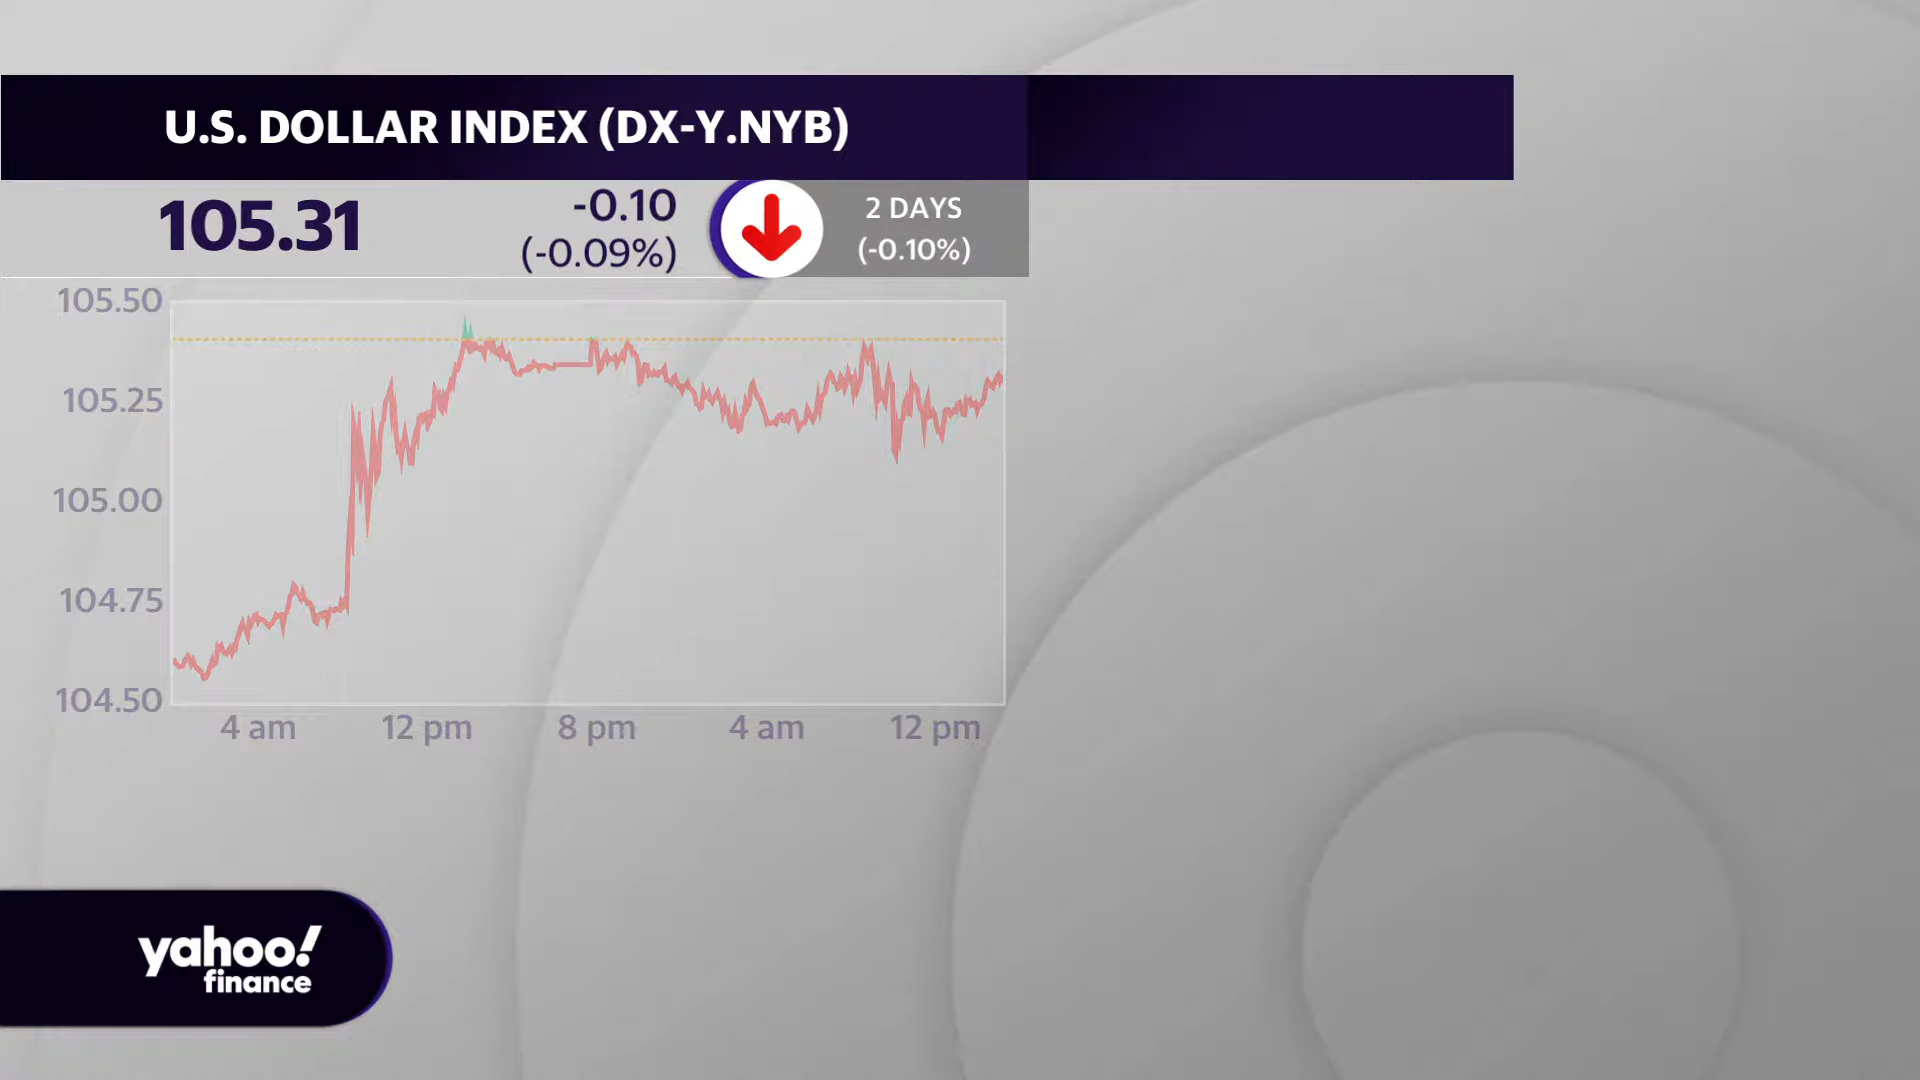 U.S. DOLLAR INDEX (DX-Y.NYB)
105.31
-0.10
(-0.09%)
2 DAYS
(-0.10%)
105.50
105.25
105.00
104.75
104.50
4 am 12 pm 8 pm 4 am 12 pm
yahoo!
finance